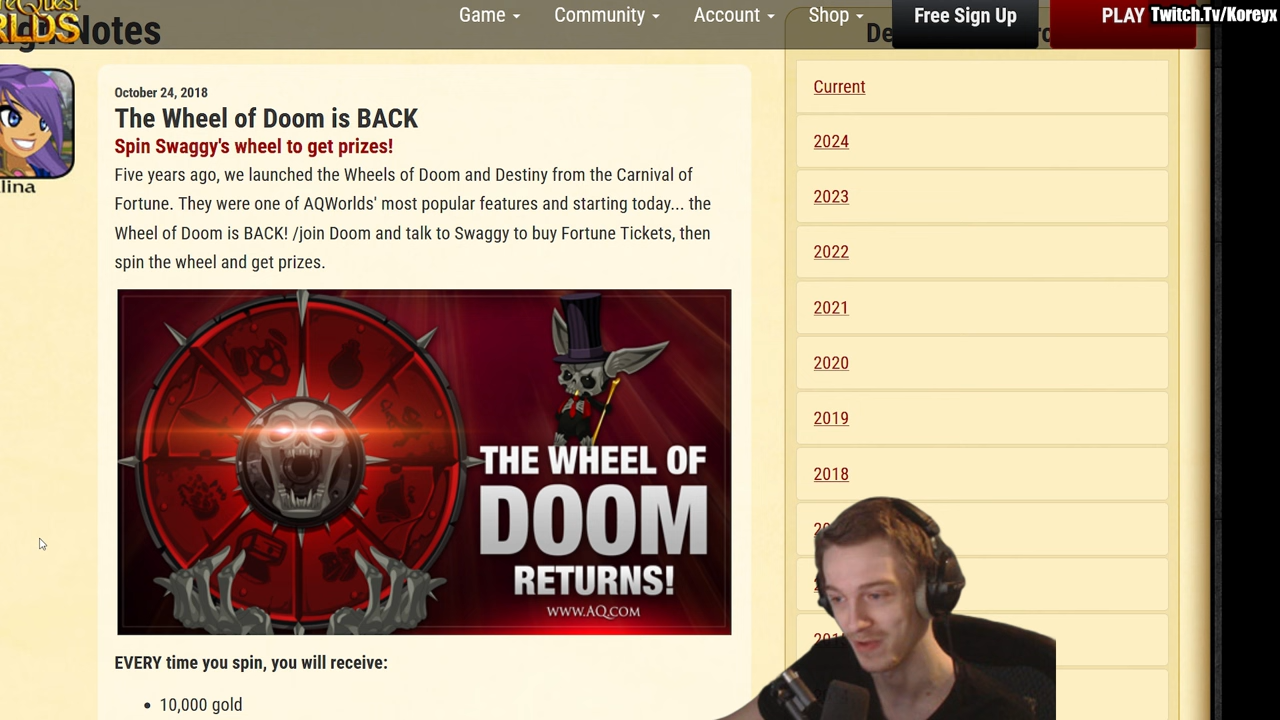 Game
Community
Account
Shop
Free Sign Up
PLAY
Twitch.Tv/Koreyx
Notes
October 24, 2018
The Wheel of Doom is BACK
Spin Swaggy's wheel to get prizes!
Five years ago, we launched the Wheels of Doom and Destiny from the Carnival of
Fortune. They were one of AQWorlds' most popular features and starting today... the
Wheel of Doom is BACK! /join Doom and talk to Swaggy to buy Fortune Tickets, then
spin the wheel and get prizes.
THE WHEEL OF
DOOM
RETURNS!
WWW.AQ.COM
EVERY time you spin, you will receive:
• 10,000 gold
Current
2024
2023
2022
2021
2020
2019
2018